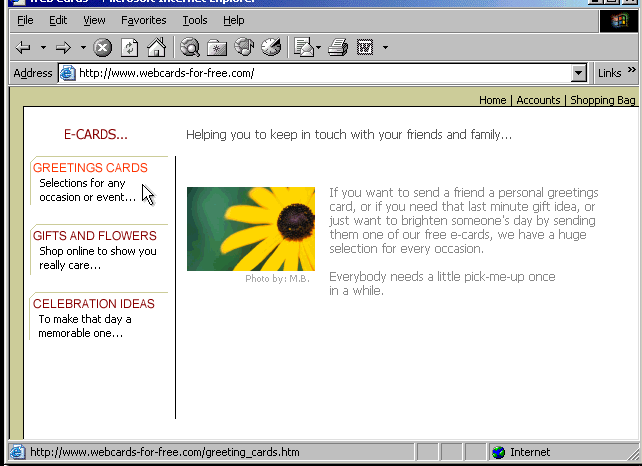 Web Cards - Microsoft Internet Explorer
File Edit View Favorites Tools Help
Address http://www.webcards-for-free.com/ Links »
Home | Accounts | Shopping Bag
E-CARDS...
Helping you to keep in touch with your friends and family...
GREETINGS CARDS
Selections for any
occasion or event...
GIFTS AND FLOWERS
Shop online to show you
really care...
CELEBRATION IDEAS
To make that day a
memorable one...
Photo by: M.B.
If you want to send a friend a personal greetings
card, or if you need that last minute gift idea, or
just want to brighten someone's day by sending
them one of our free e-cards, we have a huge
selection for every occasion.
Everybody needs a little pick-me-up once
in a while.
http://www.webcards-for-free.com/greeting_cards.htm Internet